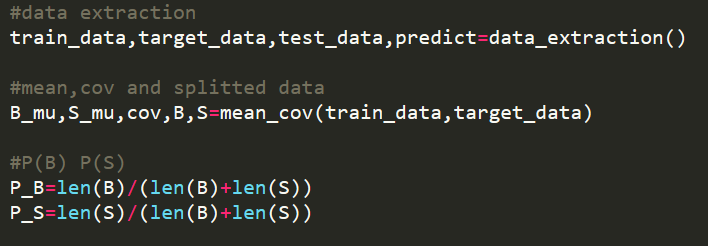 #data extraction
train_data,target_data,test_data,predict=data_extraction()
#mean,cov and splitted data
B_mu,S_mu,cov,B,S=mean_cov(train_data,target_data)
#P(B) P(S)
P_B=len(B)/(len(B)+len(S))
P_S=len(S)/(len(B)+len(S))